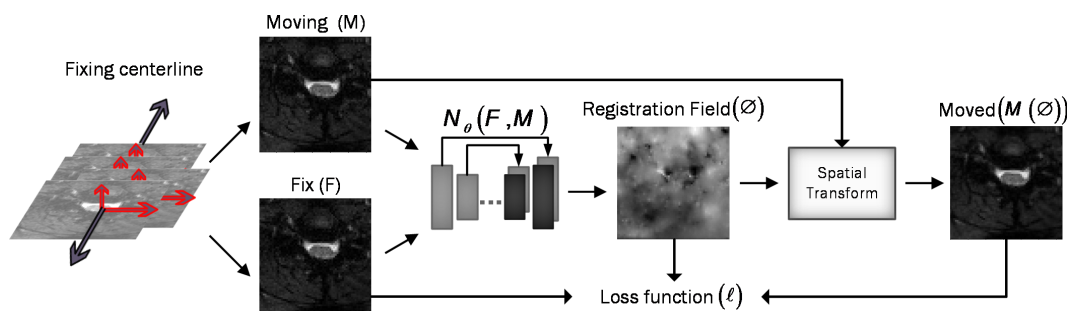 Moving (M)
Fixing centerline
N_θ(F,M)
Registration Field(∅)
Moved(M(∅))
Fix (F)
Spatial
Transform
Loss function(ℓ)